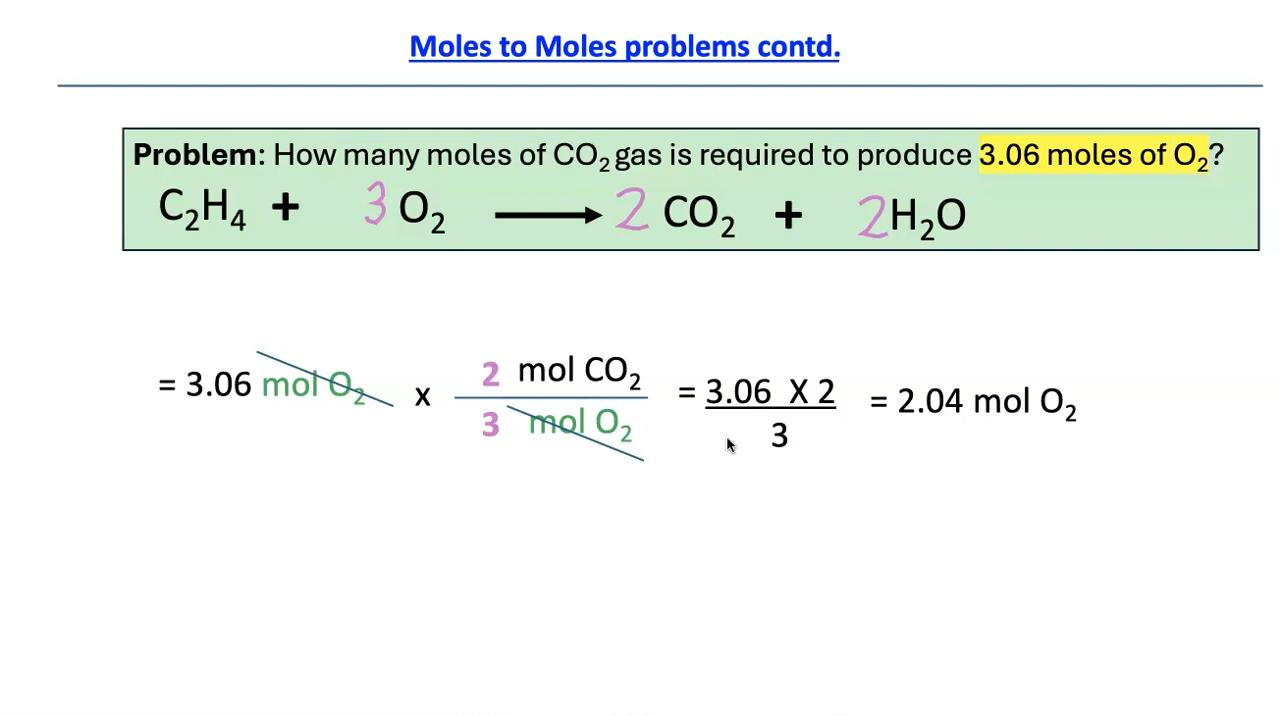 Moles to Moles problems contd.
Problem: How many moles of CO₂ gas is required to produce 3.06 moles of O₂?
C₂H₄ + 3 O₂ ⟶ 2 CO₂ + 2 H₂O
= 3.06 mol O₂ x 2 mol CO₂ = 3.06 X 2 = 2.04 mol O₂
3 mol O₂ 3